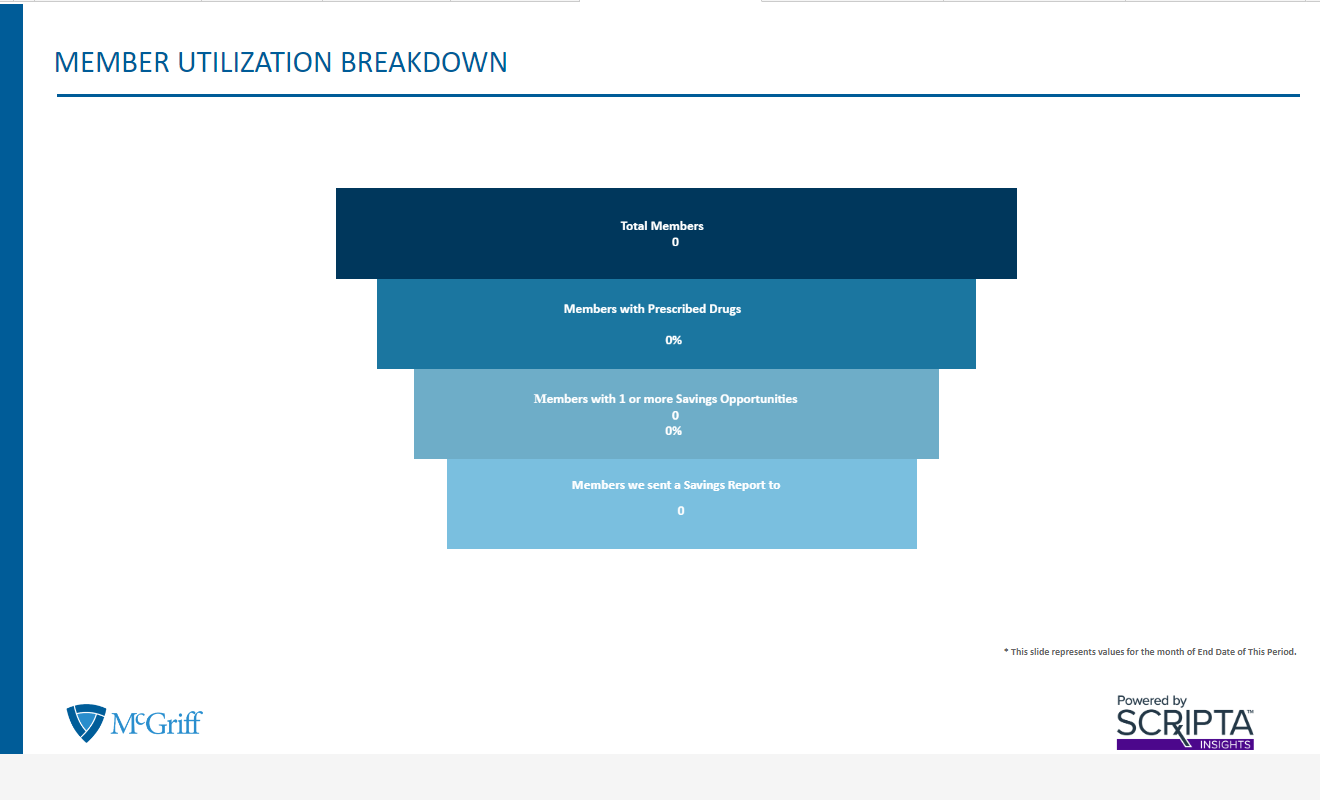 MEMBER UTILIZATION BREAKDOWN
Total Members
0
Members with Prescribed Drugs
0%
Members with 1 or more Savings Opportunities
0
0%
Members we sent a Savings Report to
0
* This slide represents values for the month of End Date of This Period.
McGriff
Powered by
SCRIPTA™
INSIGHTS